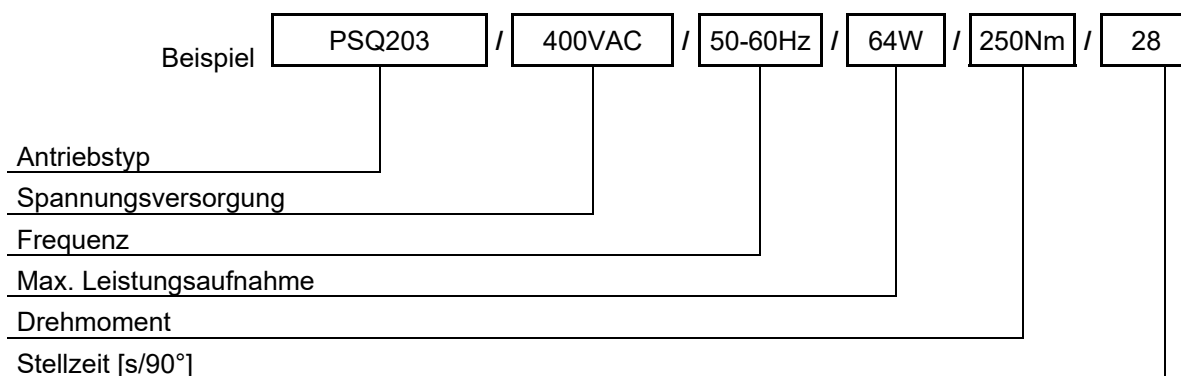 Beispiel PSQ203 / 400VAC / 50-60Hz / 64W / 250Nm / 28
Antriebstyp
Spannungsversorgung
Frequenz
Max. Leistungsaufnahme
Drehmoment
Stellzeit [s/90°]